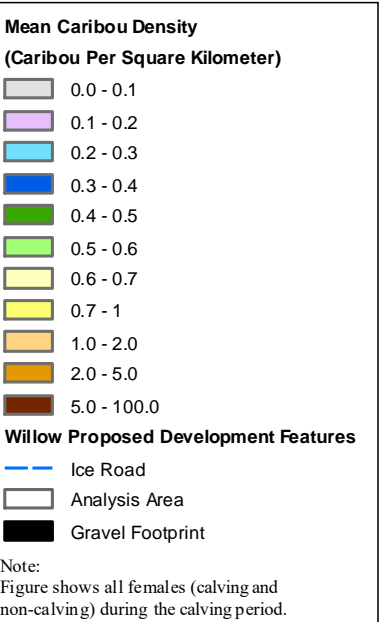 Mean Caribou Density
(Caribou Per Square Kilometer)
0.0 - 0.1
0.1 - 0.2
0.2 - 0.3
0.3 - 0.4
0.4 - 0.5
0.5 - 0.6
0.6 - 0.7
0.7 - 1
1.0 - 2.0
2.0 - 5.0
5.0 - 100.0
Willow Proposed Development Features
Ice Road
Analysis Area
Gravel Footprint
Note:
Figure shows all females (calving and
non-calving) during the calving period.